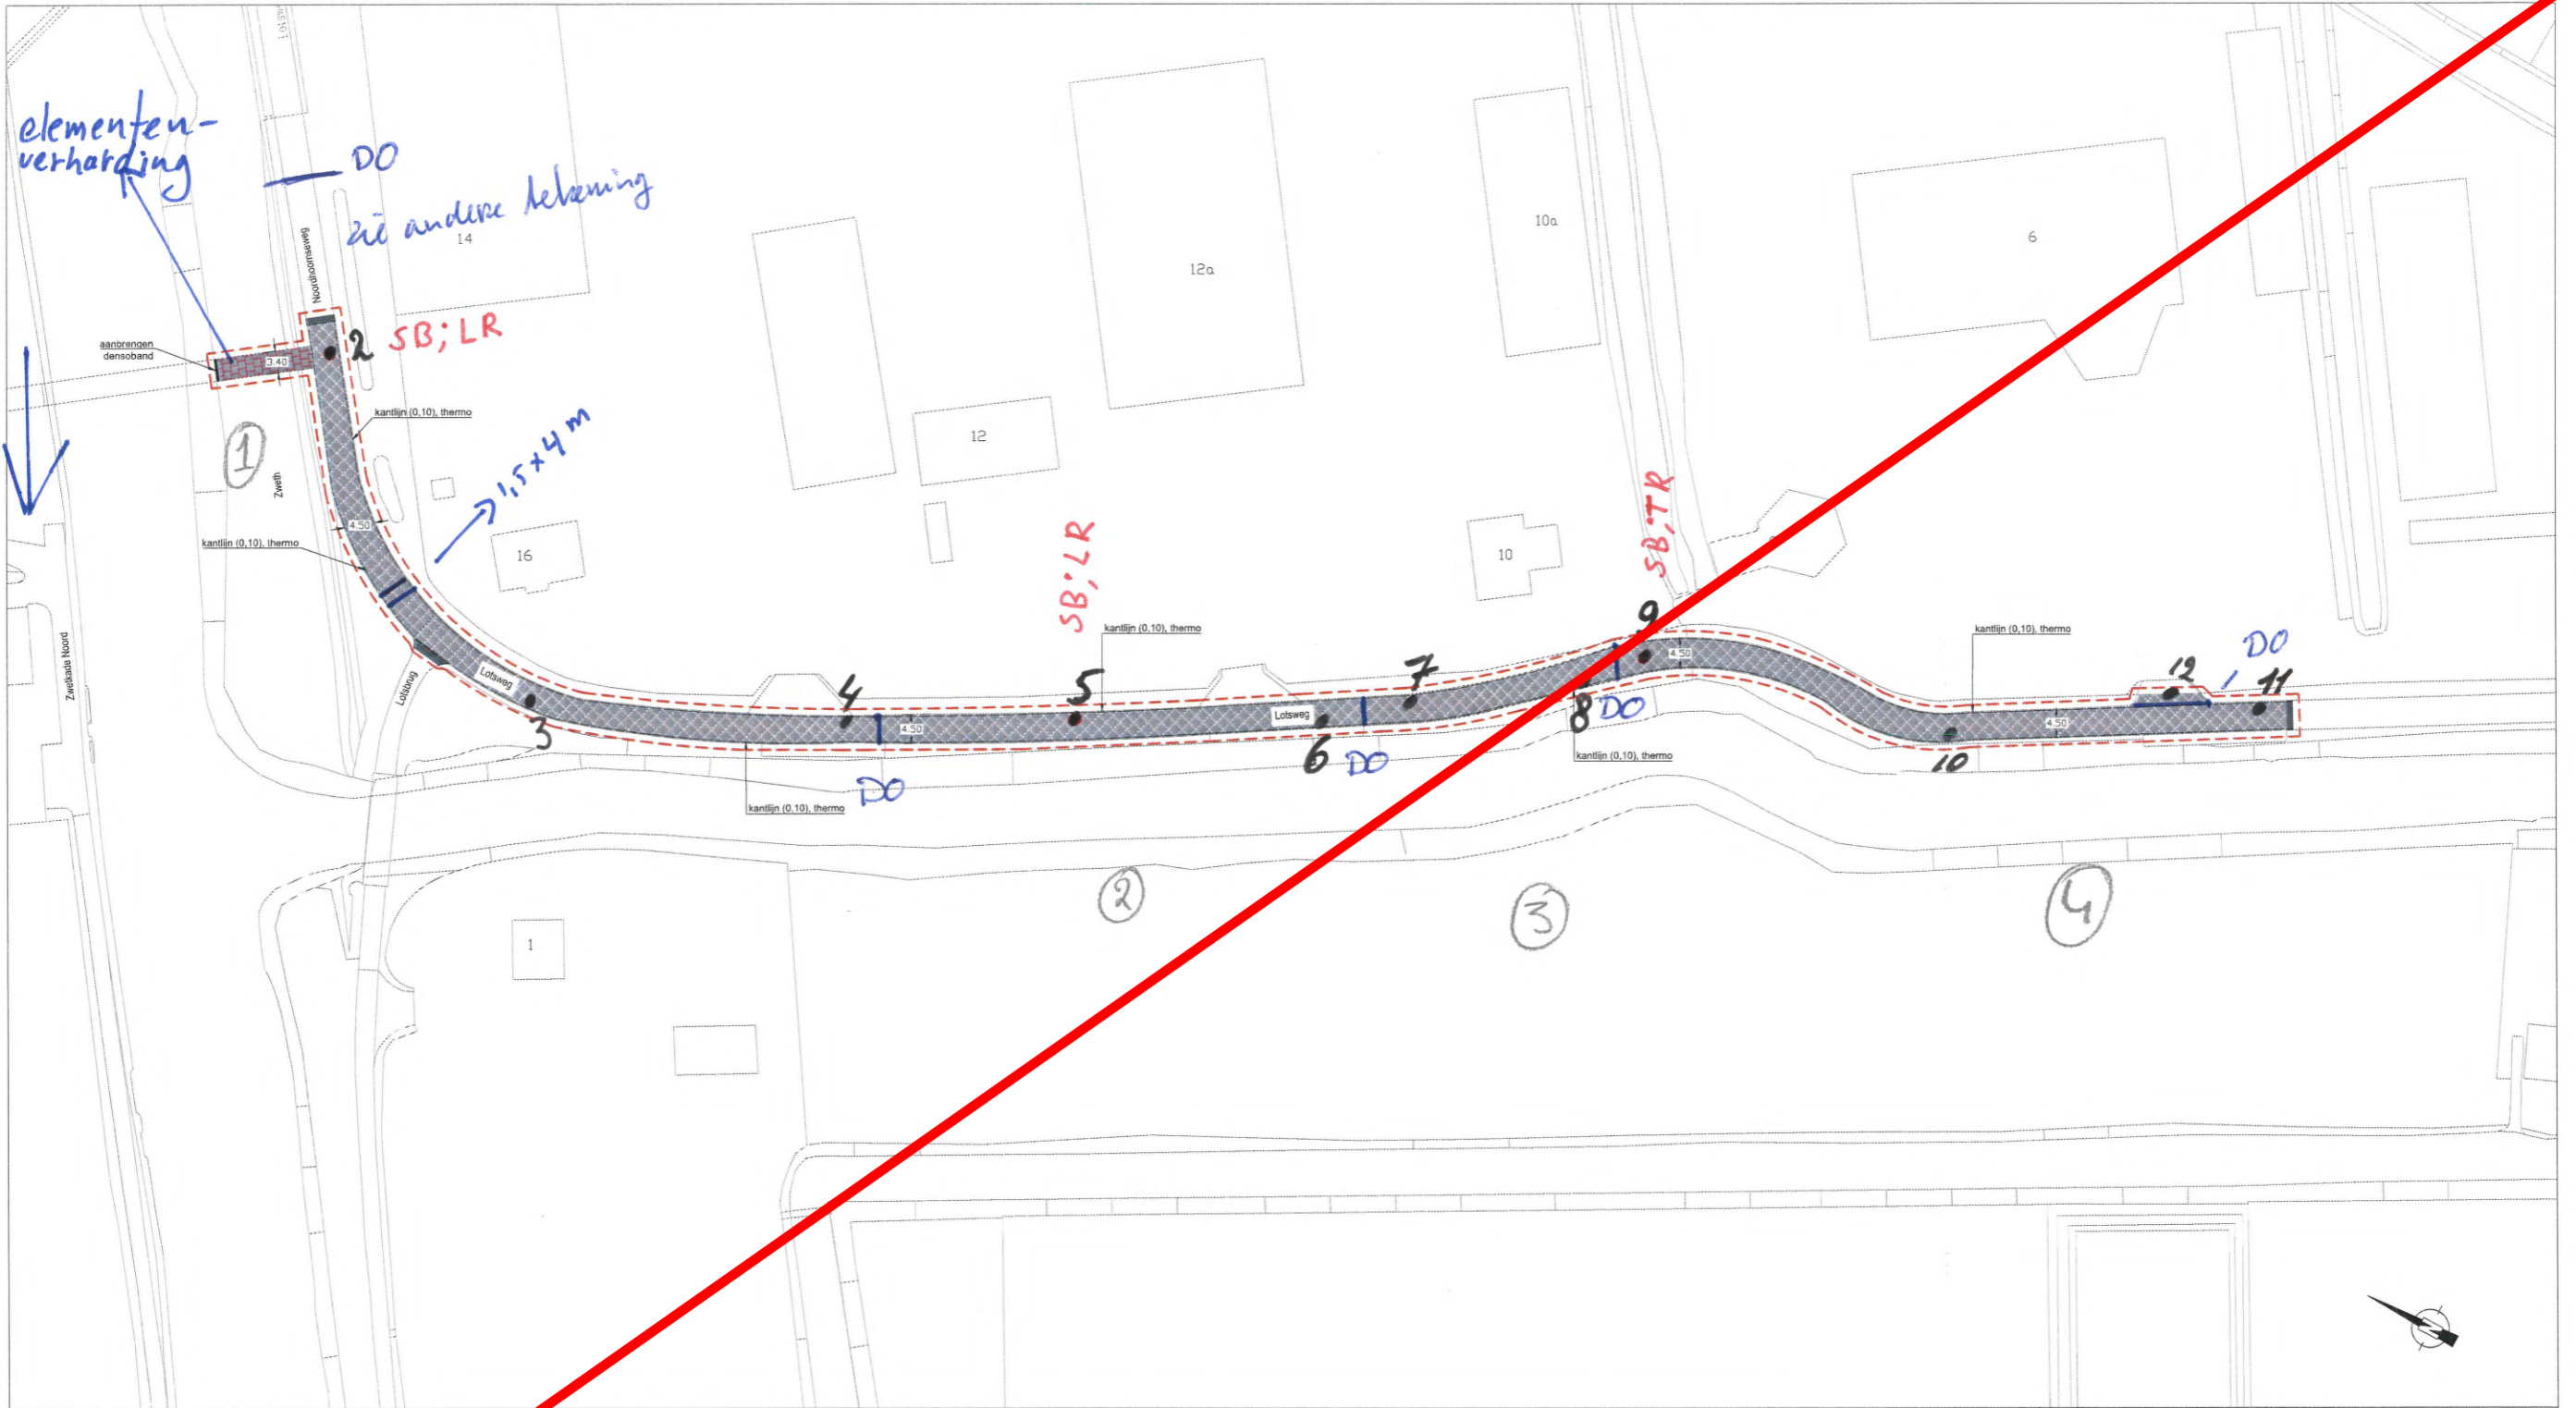 elementen-
verharding
DO
zie andere tekening
14
Noordhoornseweg
2
SB; LR
aanbrengen
densoband
3.40
kantlijn (0,10), thermo
1
Zweth
1,5 x 4 m
4.50
kantlijn (0,10), thermo
16
12
12a
10a
10
6
SB; LR
SB; TR
Zwetkade Noord
Lotsbrug
Lotsweg
3
4
4.50
DO
kantlijn (0,10), thermo
5
kantlijn (0,10), thermo
Lotsweg
6
DO
7
8
DO
kantlijn (0,10), thermo
9
4.50
kantlijn (0,10), thermo
10
4.50
12
DO
11
2
3
4
1